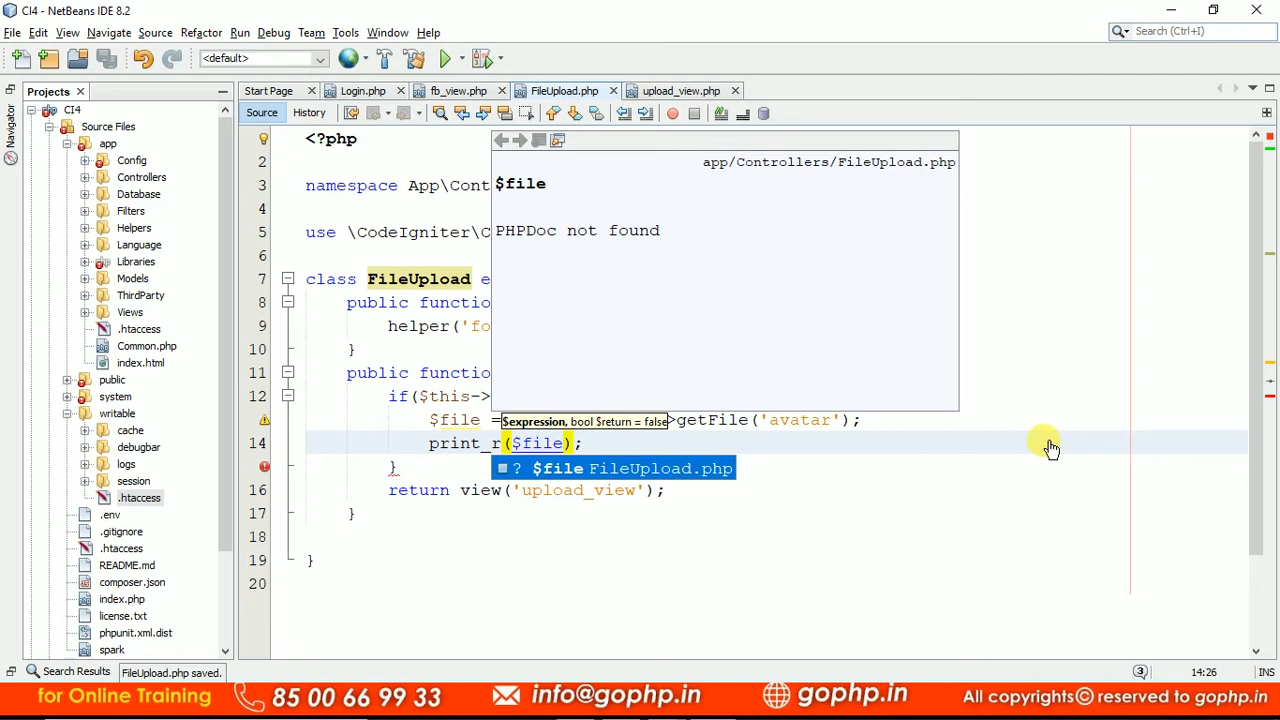 CI4 - NetBeans IDE 8.2
File Edit View Navigate Source Refactor Run Debug Team Tools Window Help
Search (Ctrl+I)
<default>
Projects
Start Page Login.php fb_view.php FileUpload.php upload_view.php
Source History
Navigator
CI4
Source Files
app
Config
Controllers
Database
Filters
Helpers
Language
Libraries
Models
ThirdParty
Views
.htaccess
Common.php
index.html
public
system
writable
cache
debugbar
logs
session
.htaccess
.env
.gitignore
.htaccess
README.md
composer.json
index.php
license.txt
phpunit.xml.dist
spark
<?php
2
3 namespace App\Cont
4
5 use \CodeIgniter\C
6
7 class FileUpload e
8 public functio
9 helper('fo
10 }
11 public functio
12 if($this->
$file = >getFile('avatar');
14 print_r($file);
}
16 return view('upload_view');
17 }
18
19 }
20
app/Controllers/FileUpload.php
$file
PHPDoc not found
$expression, bool $return = false
? $file FileUpload.php
Search Results FileUpload.php saved.
3 14:26 INS
for Online Training 85 00 66 99 33 info@gophp.in gophp.in All copyrights© reserved to gophp.in